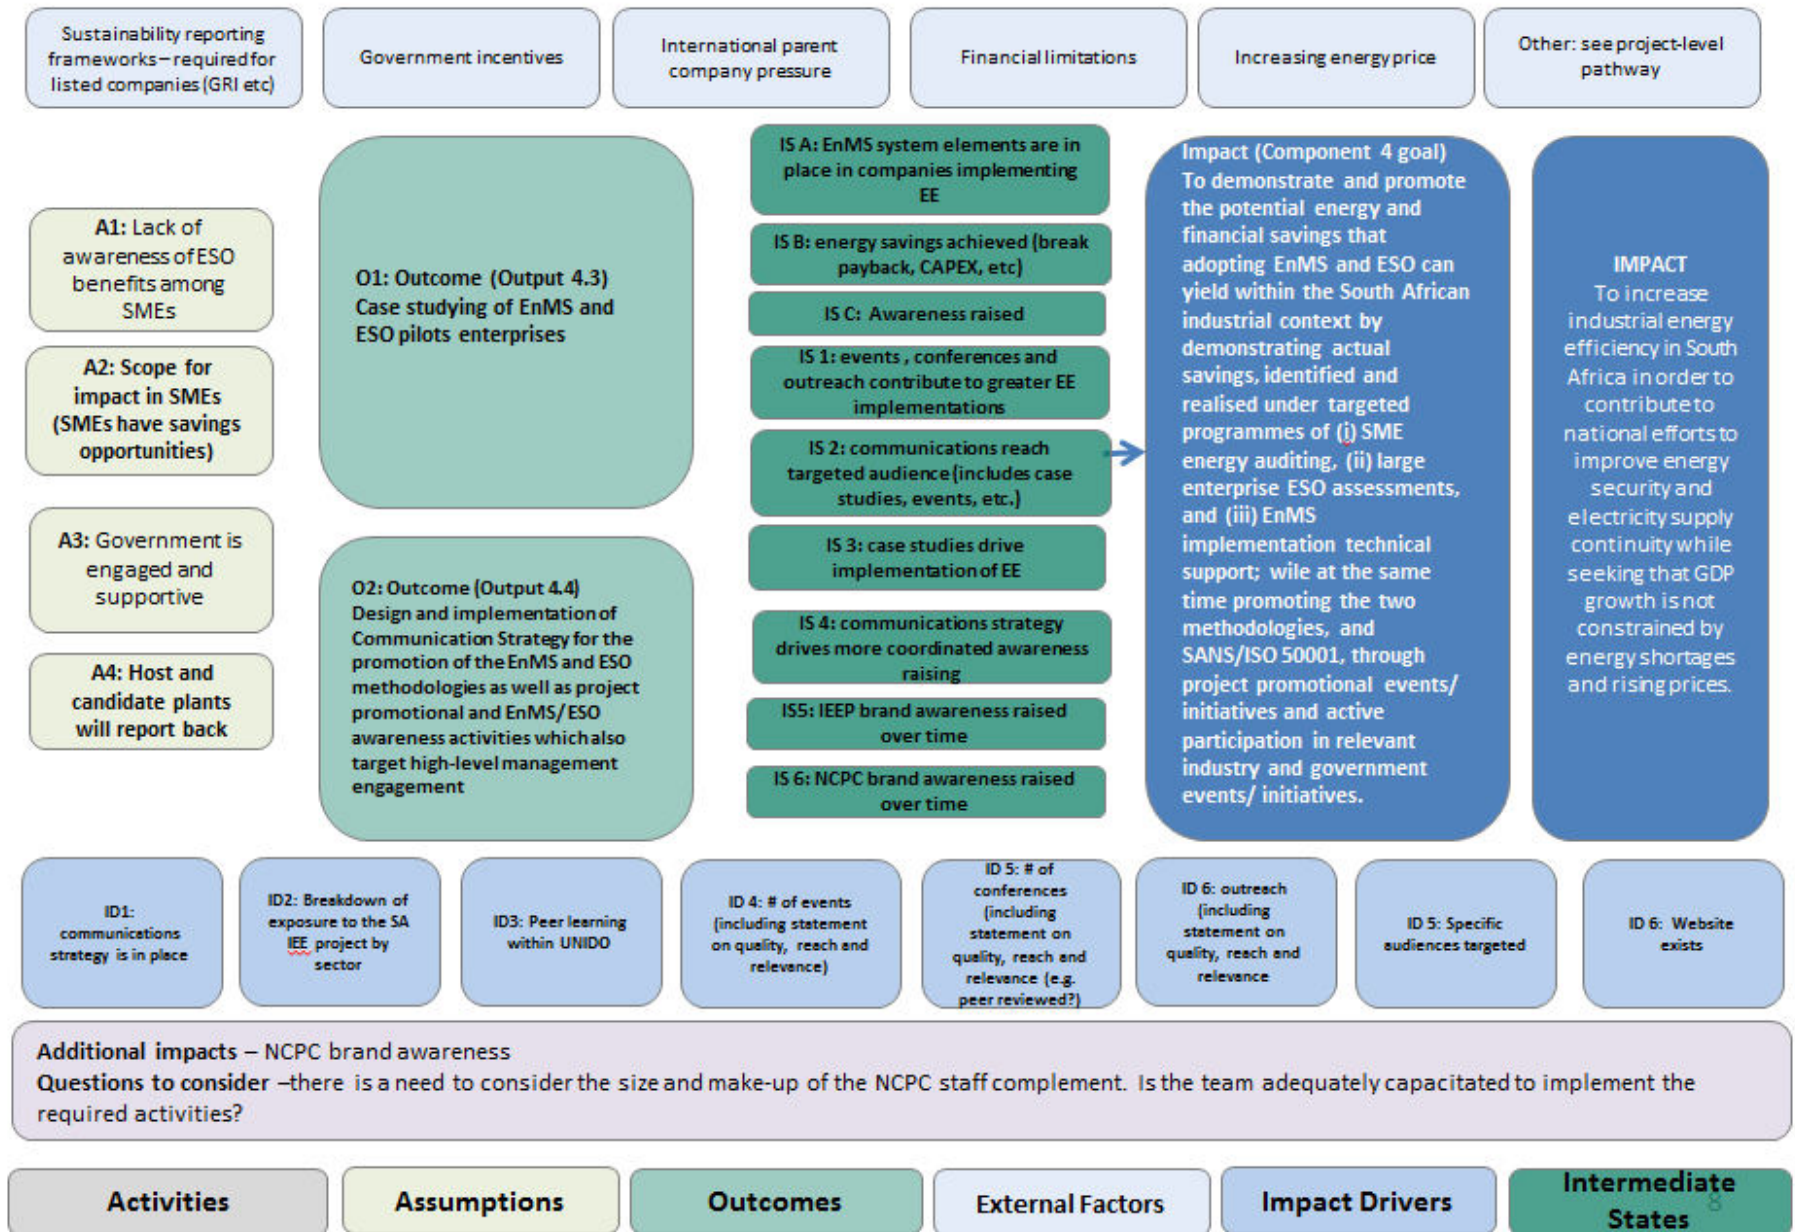 Sustainability reporting
frameworks – required for
listed companies (GRI etc)
Government incentives
International parent
company pressure
Financial limitations
Increasing energy price
Other: see project-level
pathway
A1: Lack of
awareness of ESO
benefits among
SMEs
A2: Scope for
impact in SMEs
(SMEs have savings
opportunities)
A3: Government is
engaged and
supportive
A4: Host and
candidate plants
will report back
O1: Outcome (Output 4.3)
Case studying of EnMS and
ESO pilots enterprises
O2: Outcome (Output 4.4)
Design and implementation of
Communication Strategy for the
promotion of the EnMS and ESO
methodologies as well as project
promotional and EnMS/ESO
awareness activities which also
target high-level management
engagement
IS A: EnMS system elements are in
place in companies implementing
EE
IS B: energy savings achieved (break
payback, CAPEX, etc)
IS C: Awareness raised
IS 1: events , conferences and
outreach contribute to greater EE
implementations
IS 2: communications reach
targeted audience (includes case
studies, events, etc.)
IS 3: case studies drive
implementation of EE
IS 4: communications strategy
drives more coordinated awareness
raising
IS5: IEEP brand awareness raised
over time
IS 6: NCPC brand awareness raised
over time
Impact (Component 4 goal)
To demonstrate and promote
the potential energy and
financial savings that
adopting EnMS and ESO can
yield within the South African
industrial context by
demonstrating actual
savings, identified and
realised under targeted
programmes of (i) SME
energy auditing, (ii) large
enterprise ESO assessments,
and (iii) EnMS
implementation technical
support; wile at the same
time promoting the two
methodologies, and
SANS/ISO 50001, through
project promotional events/
initiatives and active
participation in relevant
industry and government
events/ initiatives.
IMPACT
To increase
industrial energy
efficiency in South
Africa in order to
contribute to
national efforts to
improve energy
security and
electricity supply
continuity while
seeking that GDP
growth is not
constrained by
energy shortages
and rising prices.
ID1:
communications
strategy is in place
ID2: Breakdown of
exposure to the SA
IEE project by
sector
ID3: Peer learning
within UNIDO
ID 4: # of events
(including statement
on quality, reach and
relevance)
ID 5: # of
conferences
(including
statement on
quality, reach and
relevance (e.g.
peer reviewed?)
ID 6: outreach
(including
statement on
quality, reach and
relevance
ID 5: Specific
audiences targeted
ID 6: Website
exists
Additional impacts – NCPC brand awareness
Questions to consider –there is a need to consider the size and make-up of the NCPC staff complement. Is the team adequately capacitated to implement the
required activities?
Activities
Assumptions
Outcomes
External Factors
Impact Drivers
Intermediate
States
8